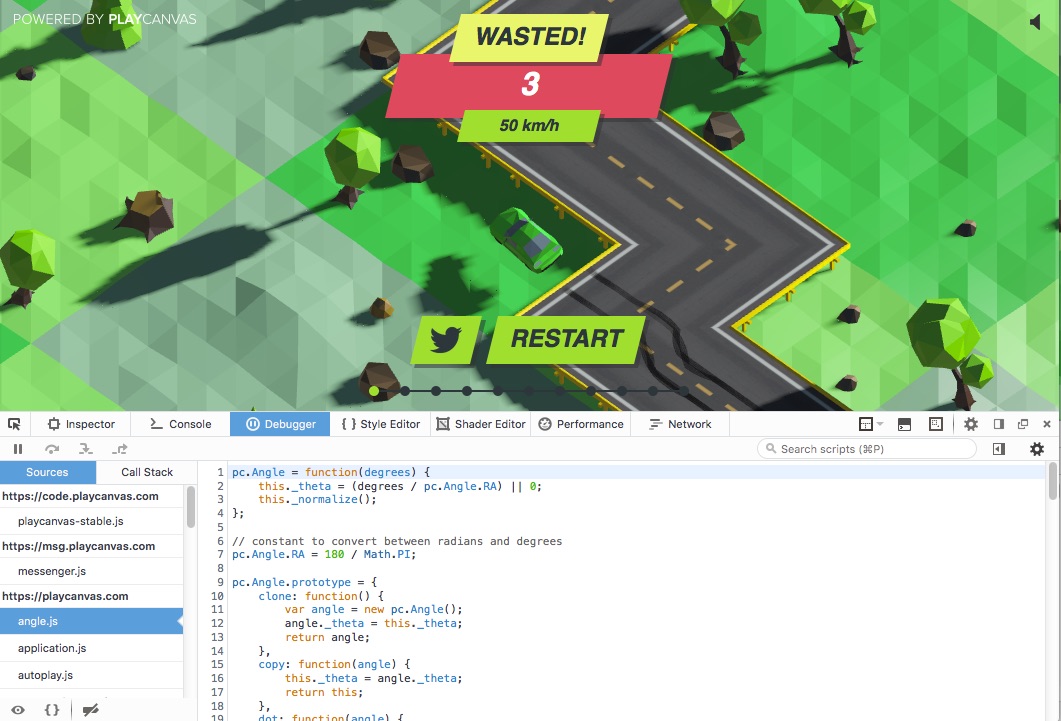 POWERED BY PLAYCANVAS
WASTED!
3
50 km/h
RESTART
Inspector
Console
Debugger
{ } Style Editor
Shader Editor
Performance
Network
Search scripts (⌘P)
Sources
Call Stack
https://code.playcanvas.com
playcanvas-stable.js
https://msg.playcanvas.com
messenger.js
https://playcanvas.com
angle.js
application.js
autoplay.js
1 pc.Angle = function(degrees) {
2 this._theta = (degrees / pc.Angle.RA) || 0;
3 this._normalize();
4 };
5
6 // constant to convert between radians and degrees
7 pc.Angle.RA = 180 / Math.PI;
8
9 pc.Angle.prototype = {
10 clone: function() {
11 var angle = new pc.Angle();
12 angle._theta = this._theta;
13 return angle;
14 },
15 copy: function(angle) {
16 this._theta = angle._theta;
17 return this;
18 },
19 dot: function(angle) {